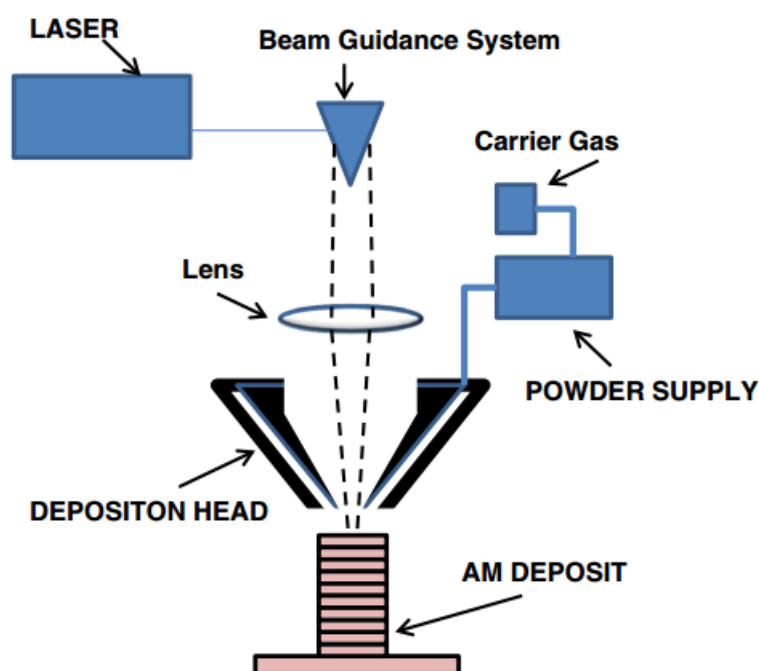 LASER
Beam Guidance System
Carrier Gas
Lens
POWDER SUPPLY
DEPOSITON HEAD
AM DEPOSIT